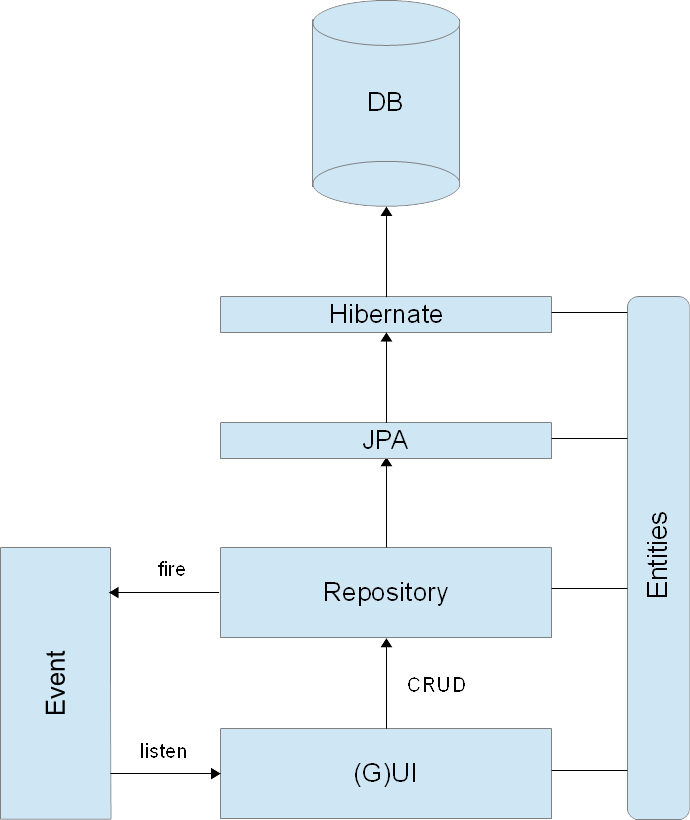 DB
Hibernate
JPA
Entities
fire
Repository
Event
CRUD
listen
(G)UI